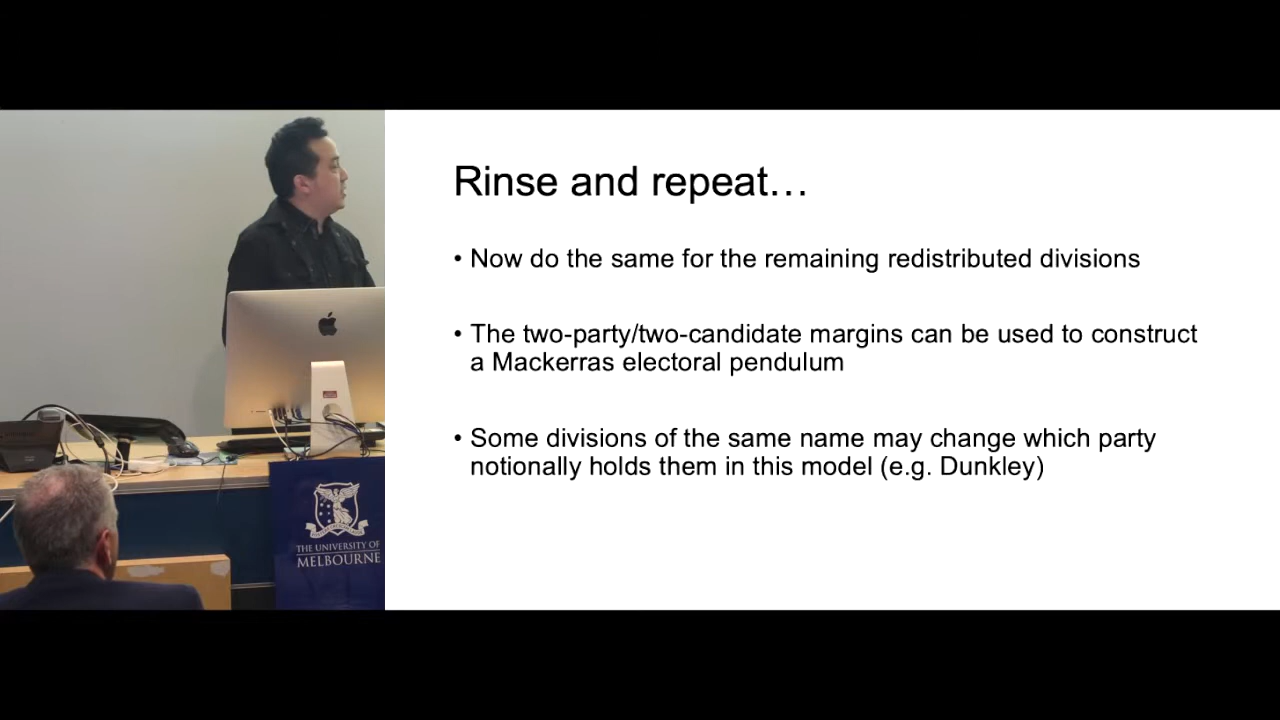 Rinse and repeat…
• Now do the same for the remaining redistributed divisions
• The two-party/two-candidate margins can be used to construct
a Mackerras electoral pendulum
• Some divisions of the same name may change which party
notionally holds them in this model (e.g. Dunkley)
THE UNIVERSITY OF
MELBOURNE